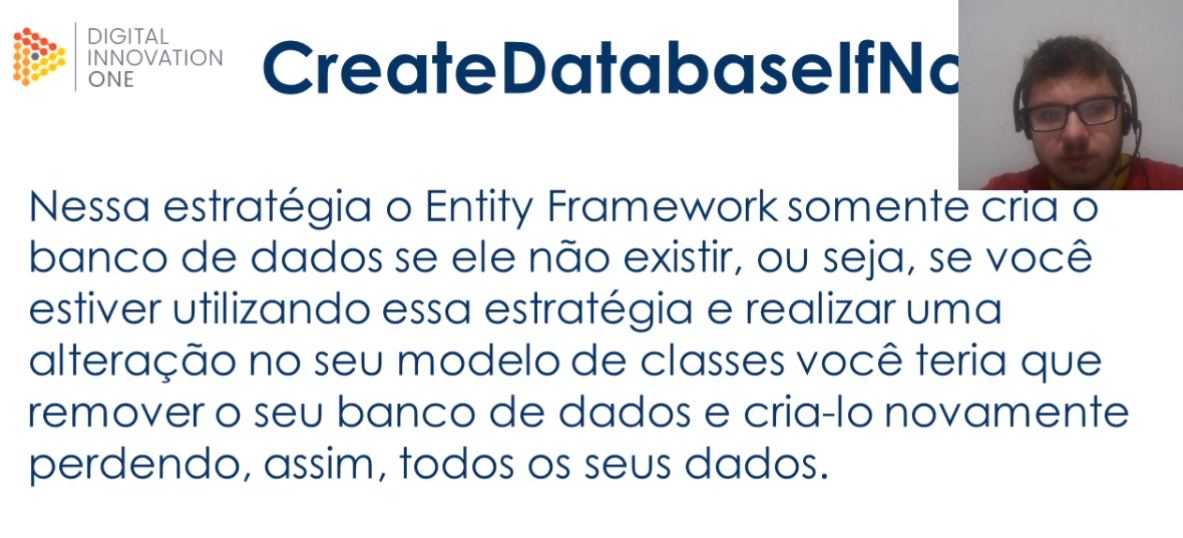 DIGITAL
INNOVATION
ONE
CreateDatabaseIfNo
Nessa estratégia o Entity Framework somente cria o
banco de dados se ele não existir, ou seja, se você
estiver utilizando essa estratégia e realizar uma
alteração no seu modelo de classes você teria que
remover o seu banco de dados e cria-lo novamente
perdendo, assim, todos os seus dados.